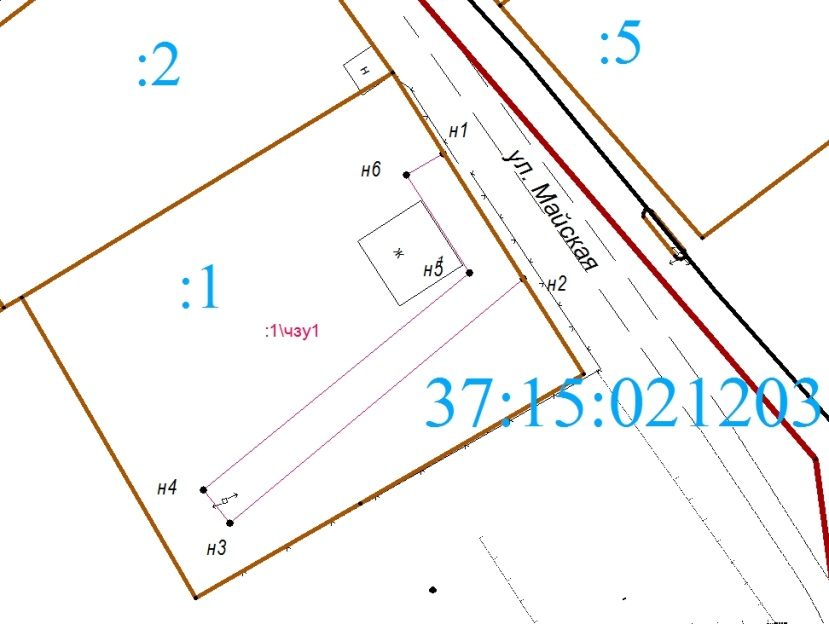 :2
:5
н
н1
н6
ул. Майская
ж
н5
н2
:1
:1\чзу1
37:15:021203
н4
н3